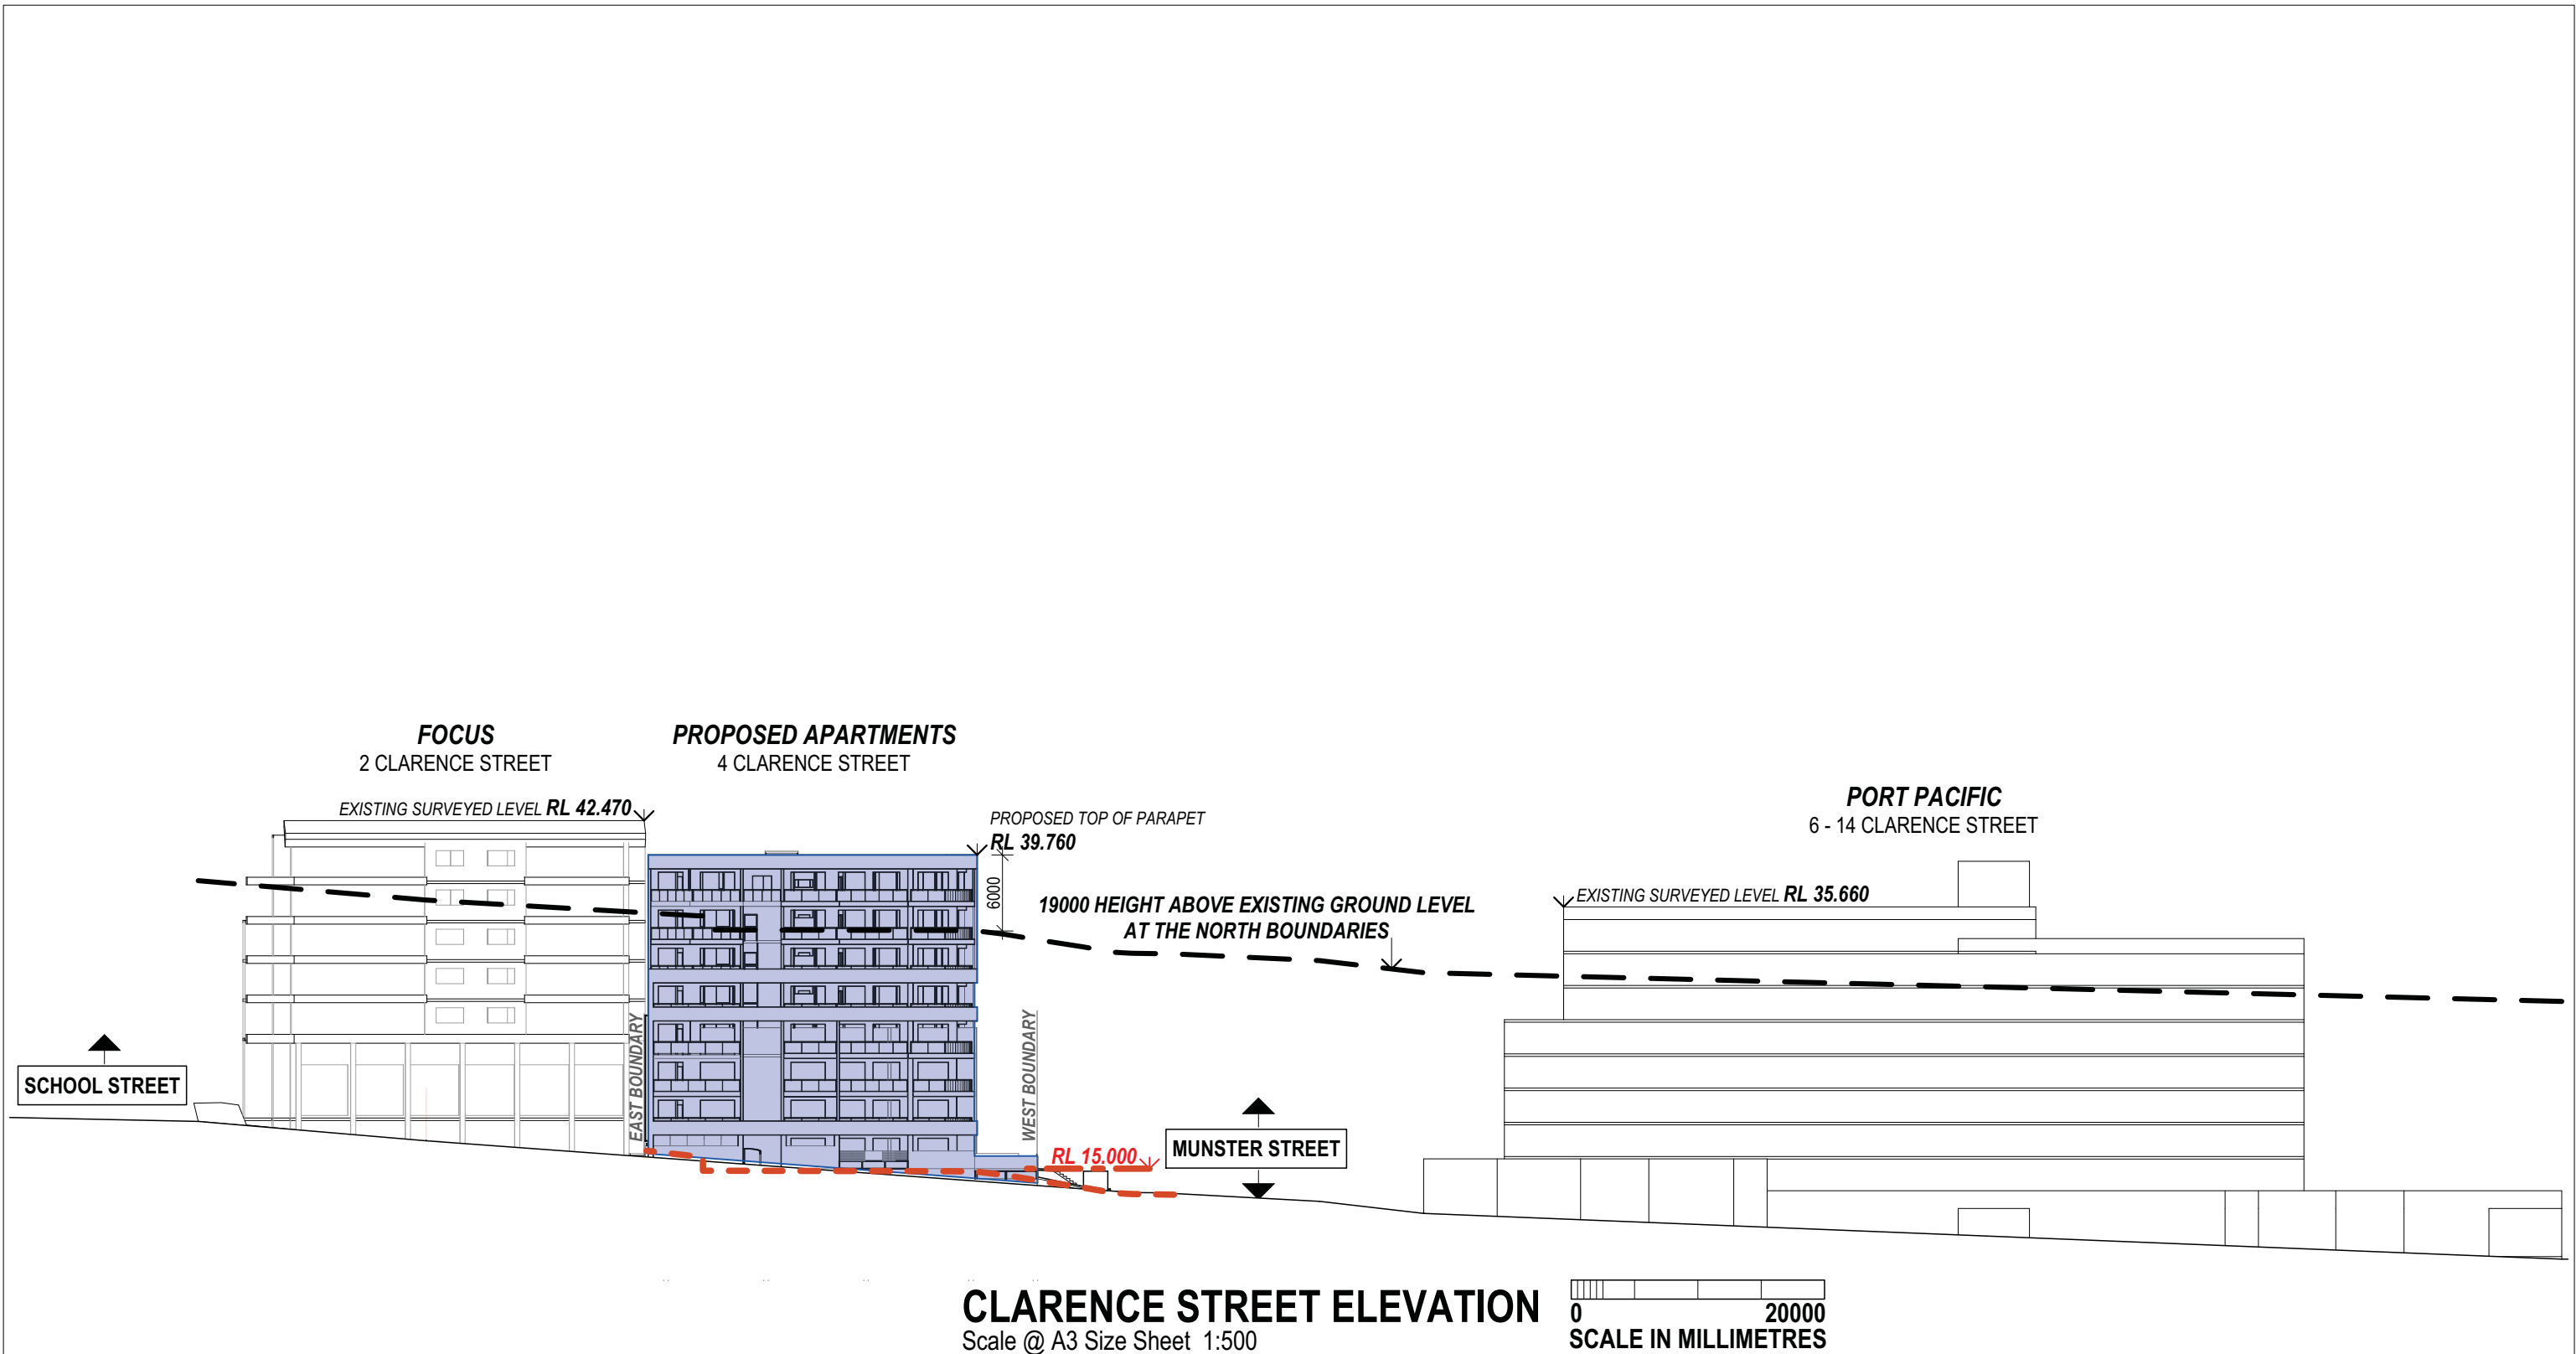 FOCUS
2 CLARENCE STREET
PROPOSED APARTMENTS
4 CLARENCE STREET
EXISTING SURVEYED LEVEL RL 42.470
PROPOSED TOP OF PARAPET
RL 39.760
6000
19000 HEIGHT ABOVE EXISTING GROUND LEVEL
AT THE NORTH BOUNDARIES
PORT PACIFIC
6 - 14 CLARENCE STREET
EXISTING SURVEYED LEVEL RL 35.660
SCHOOL STREET
EAST BOUNDARY
WEST BOUNDARY
RL 15.000
MUNSTER STREET
CLARENCE STREET ELEVATION
Scale @ A3 Size Sheet 1:500
0 20000
SCALE IN MILLIMETRES